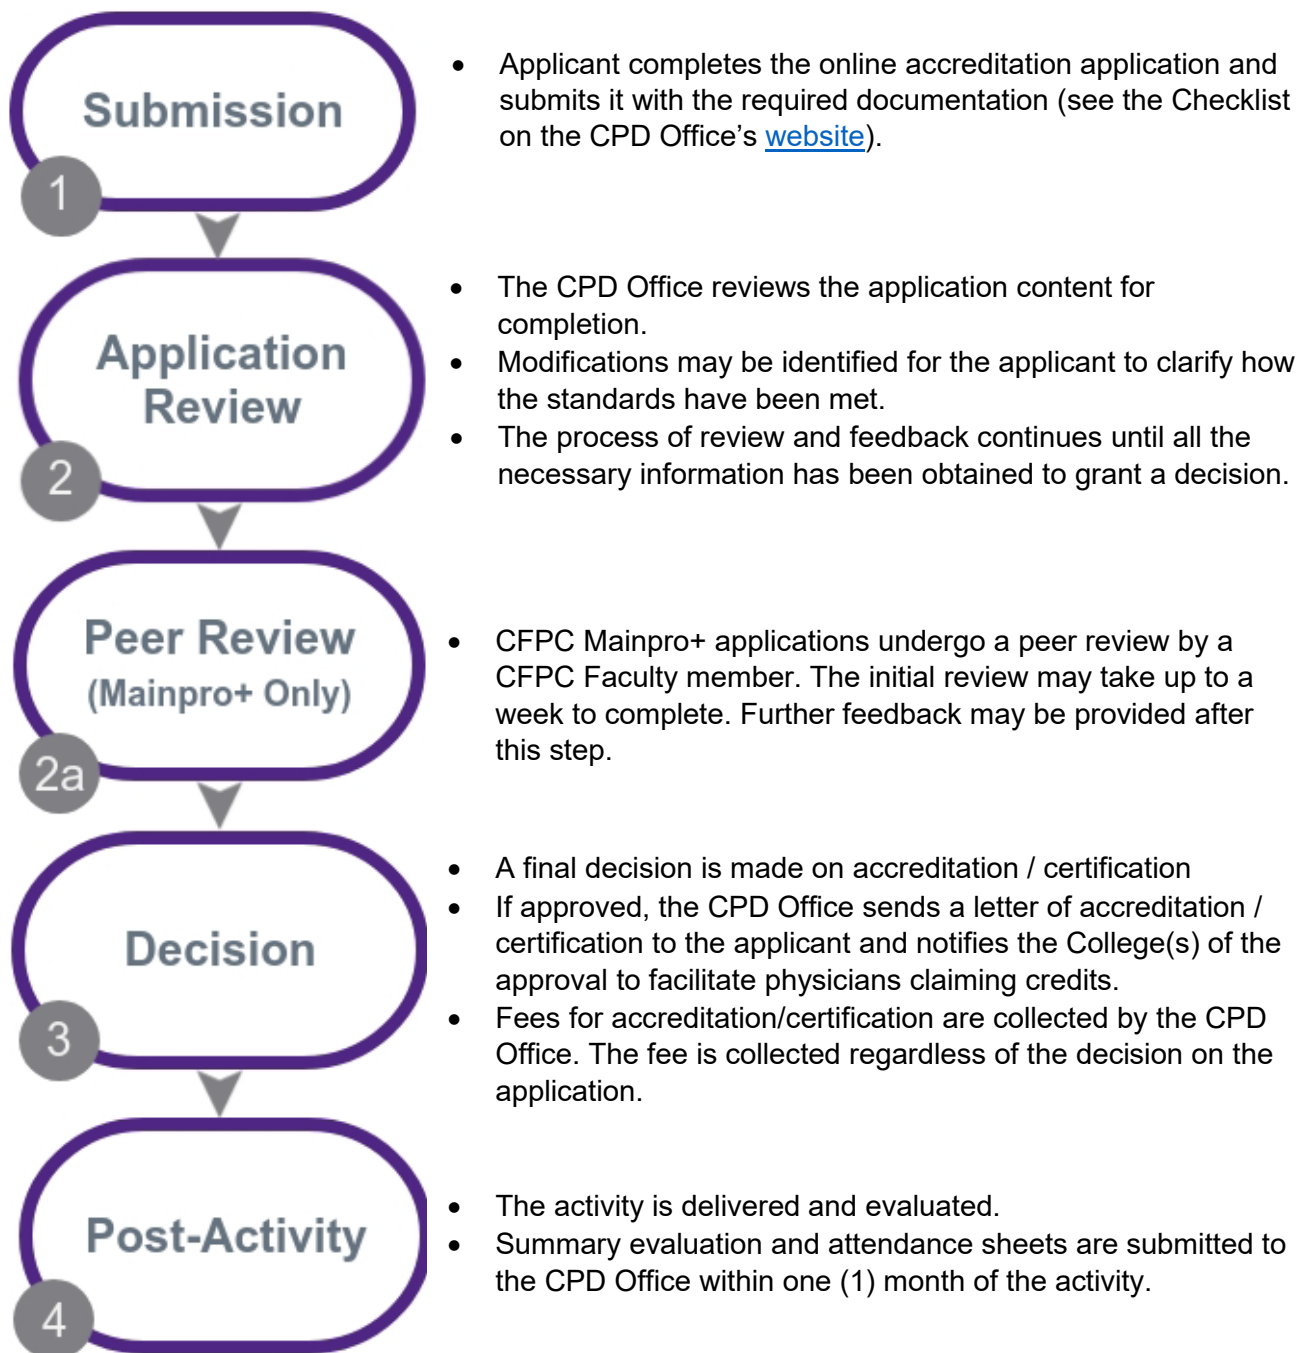 Submission
1
• Applicant completes the online accreditation application and
submits it with the required documentation (see the Checklist
on the CPD Office's website).
Application
Review
2
• The CPD Office reviews the application content for
completion.
• Modifications may be identified for the applicant to clarify how
the standards have been met.
• The process of review and feedback continues until all the
necessary information has been obtained to grant a decision.
Peer Review
(Mainpro+ Only)
2a
• CFPC Mainpro+ applications undergo a peer review by a
CFPC Faculty member. The initial review may take up to a
week to complete. Further feedback may be provided after
this step.
Decision
3
• A final decision is made on accreditation / certification
• If approved, the CPD Office sends a letter of accreditation /
certification to the applicant and notifies the College(s) of the
approval to facilitate physicians claiming credits.
• Fees for accreditation/certification are collected by the CPD
Office. The fee is collected regardless of the decision on the
application.
Post-Activity
4
• The activity is delivered and evaluated.
• Summary evaluation and attendance sheets are submitted to
the CPD Office within one (1) month of the activity.